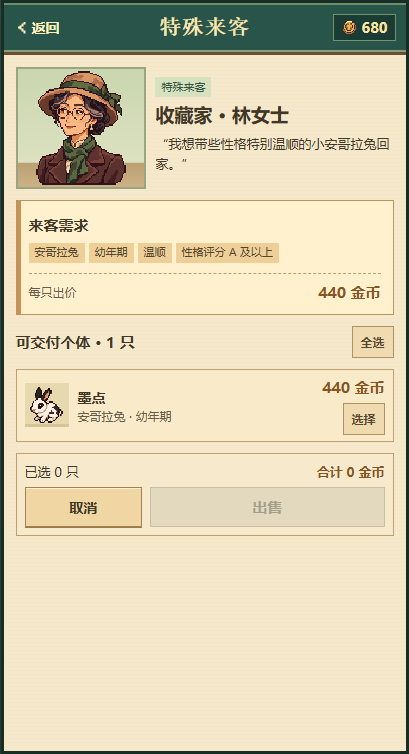 返回
特殊来客
680
特殊来客
收藏家·林女士
“我想带些性格特别温顺的小安哥拉兔回
家。”
来客需求
安哥拉兔 幼年期 温顺 性格评分 A 及以上
每只出价 440 金币
可交付个体·1 只 全选
墨点 440 金币
安哥拉兔·幼年期 选择
已选 0 只 合计 0 金币
取消 出售